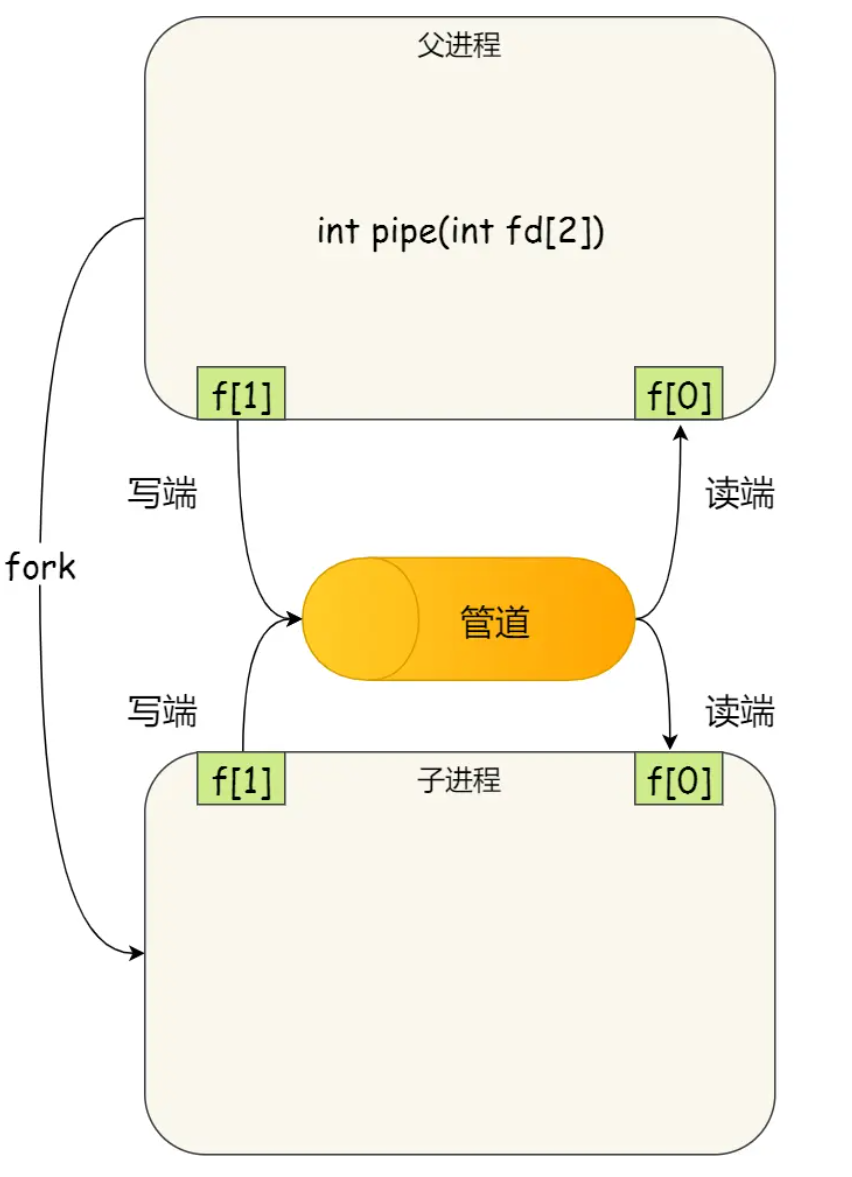 父进程
int pipe(int fd[2])
f[1]
f[0]
写端
读端
fork
管道
写端
读端
f[1]
子进程
f[0]